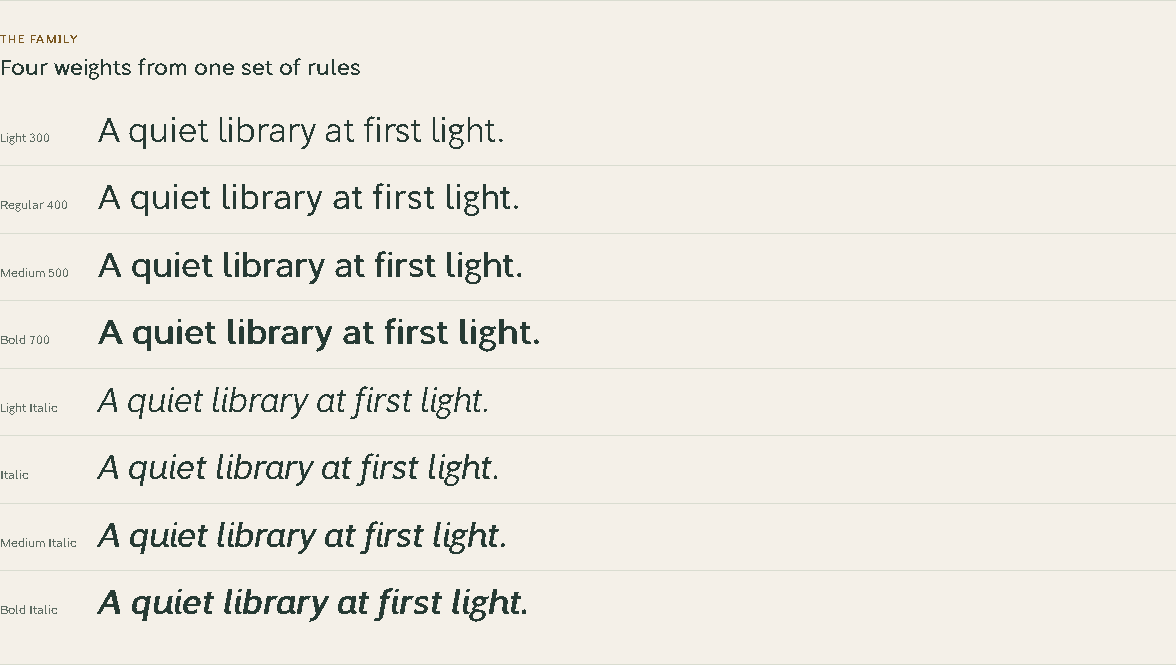 THE FAMILY
Four weights from one set of rules
Light 300 A quiet library at first light.
Regular 400 A quiet library at first light.
Medium 500 A quiet library at first light.
Bold 700 A quiet library at first light.
Light Italic A quiet library at first light.
Italic A quiet library at first light.
Medium Italic A quiet library at first light.
Bold Italic A quiet library at first light.